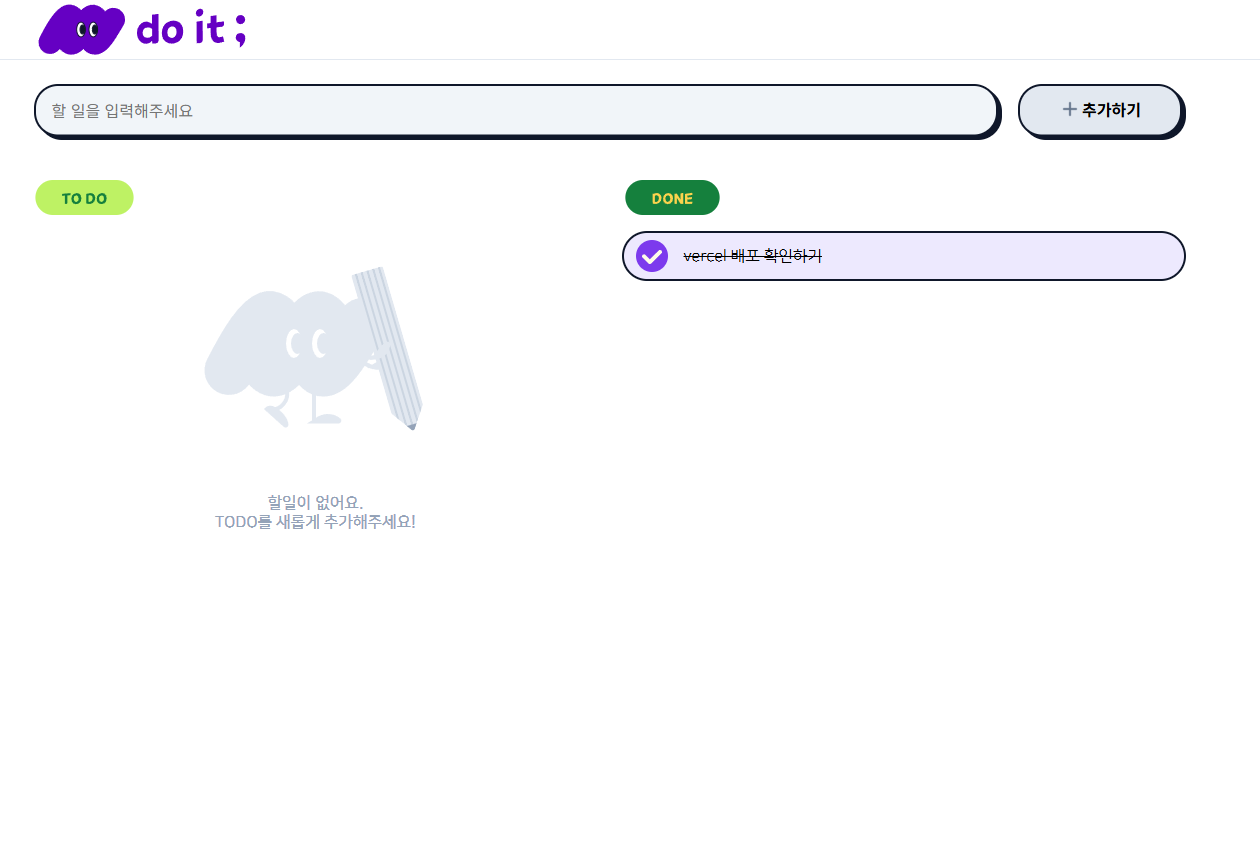 do it ;
할 일을 입력해주세요
+ 추가하기
TO DO
DONE
vercel 배포 확인하기
할일이 없어요.
TODO를 새롭게 추가해주세요!